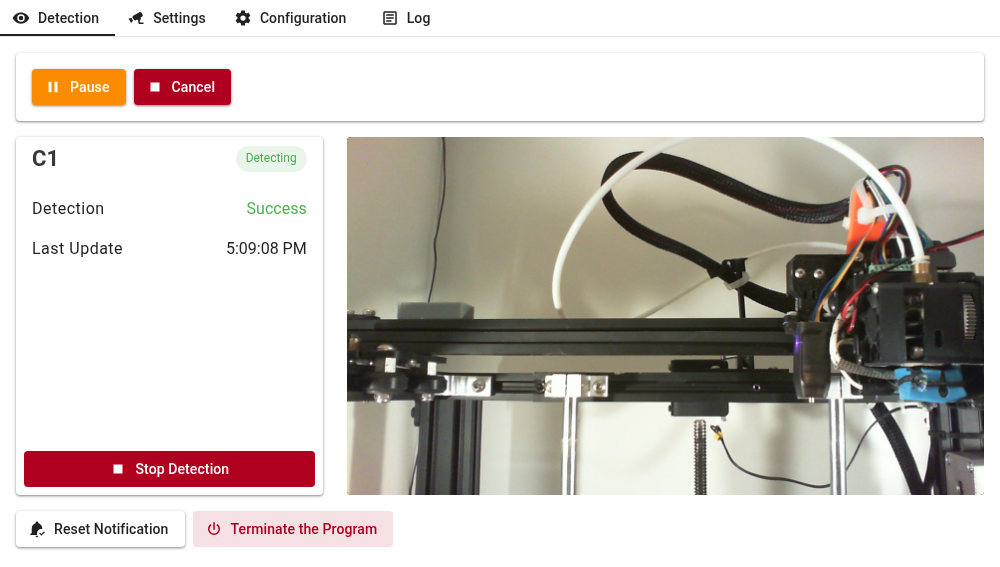 Detection Settings Configuration Log
Pause Cancel
C1 Detecting
Detection Success
Last Update 5:09:08 PM
Stop Detection
Reset Notification Terminate the Program